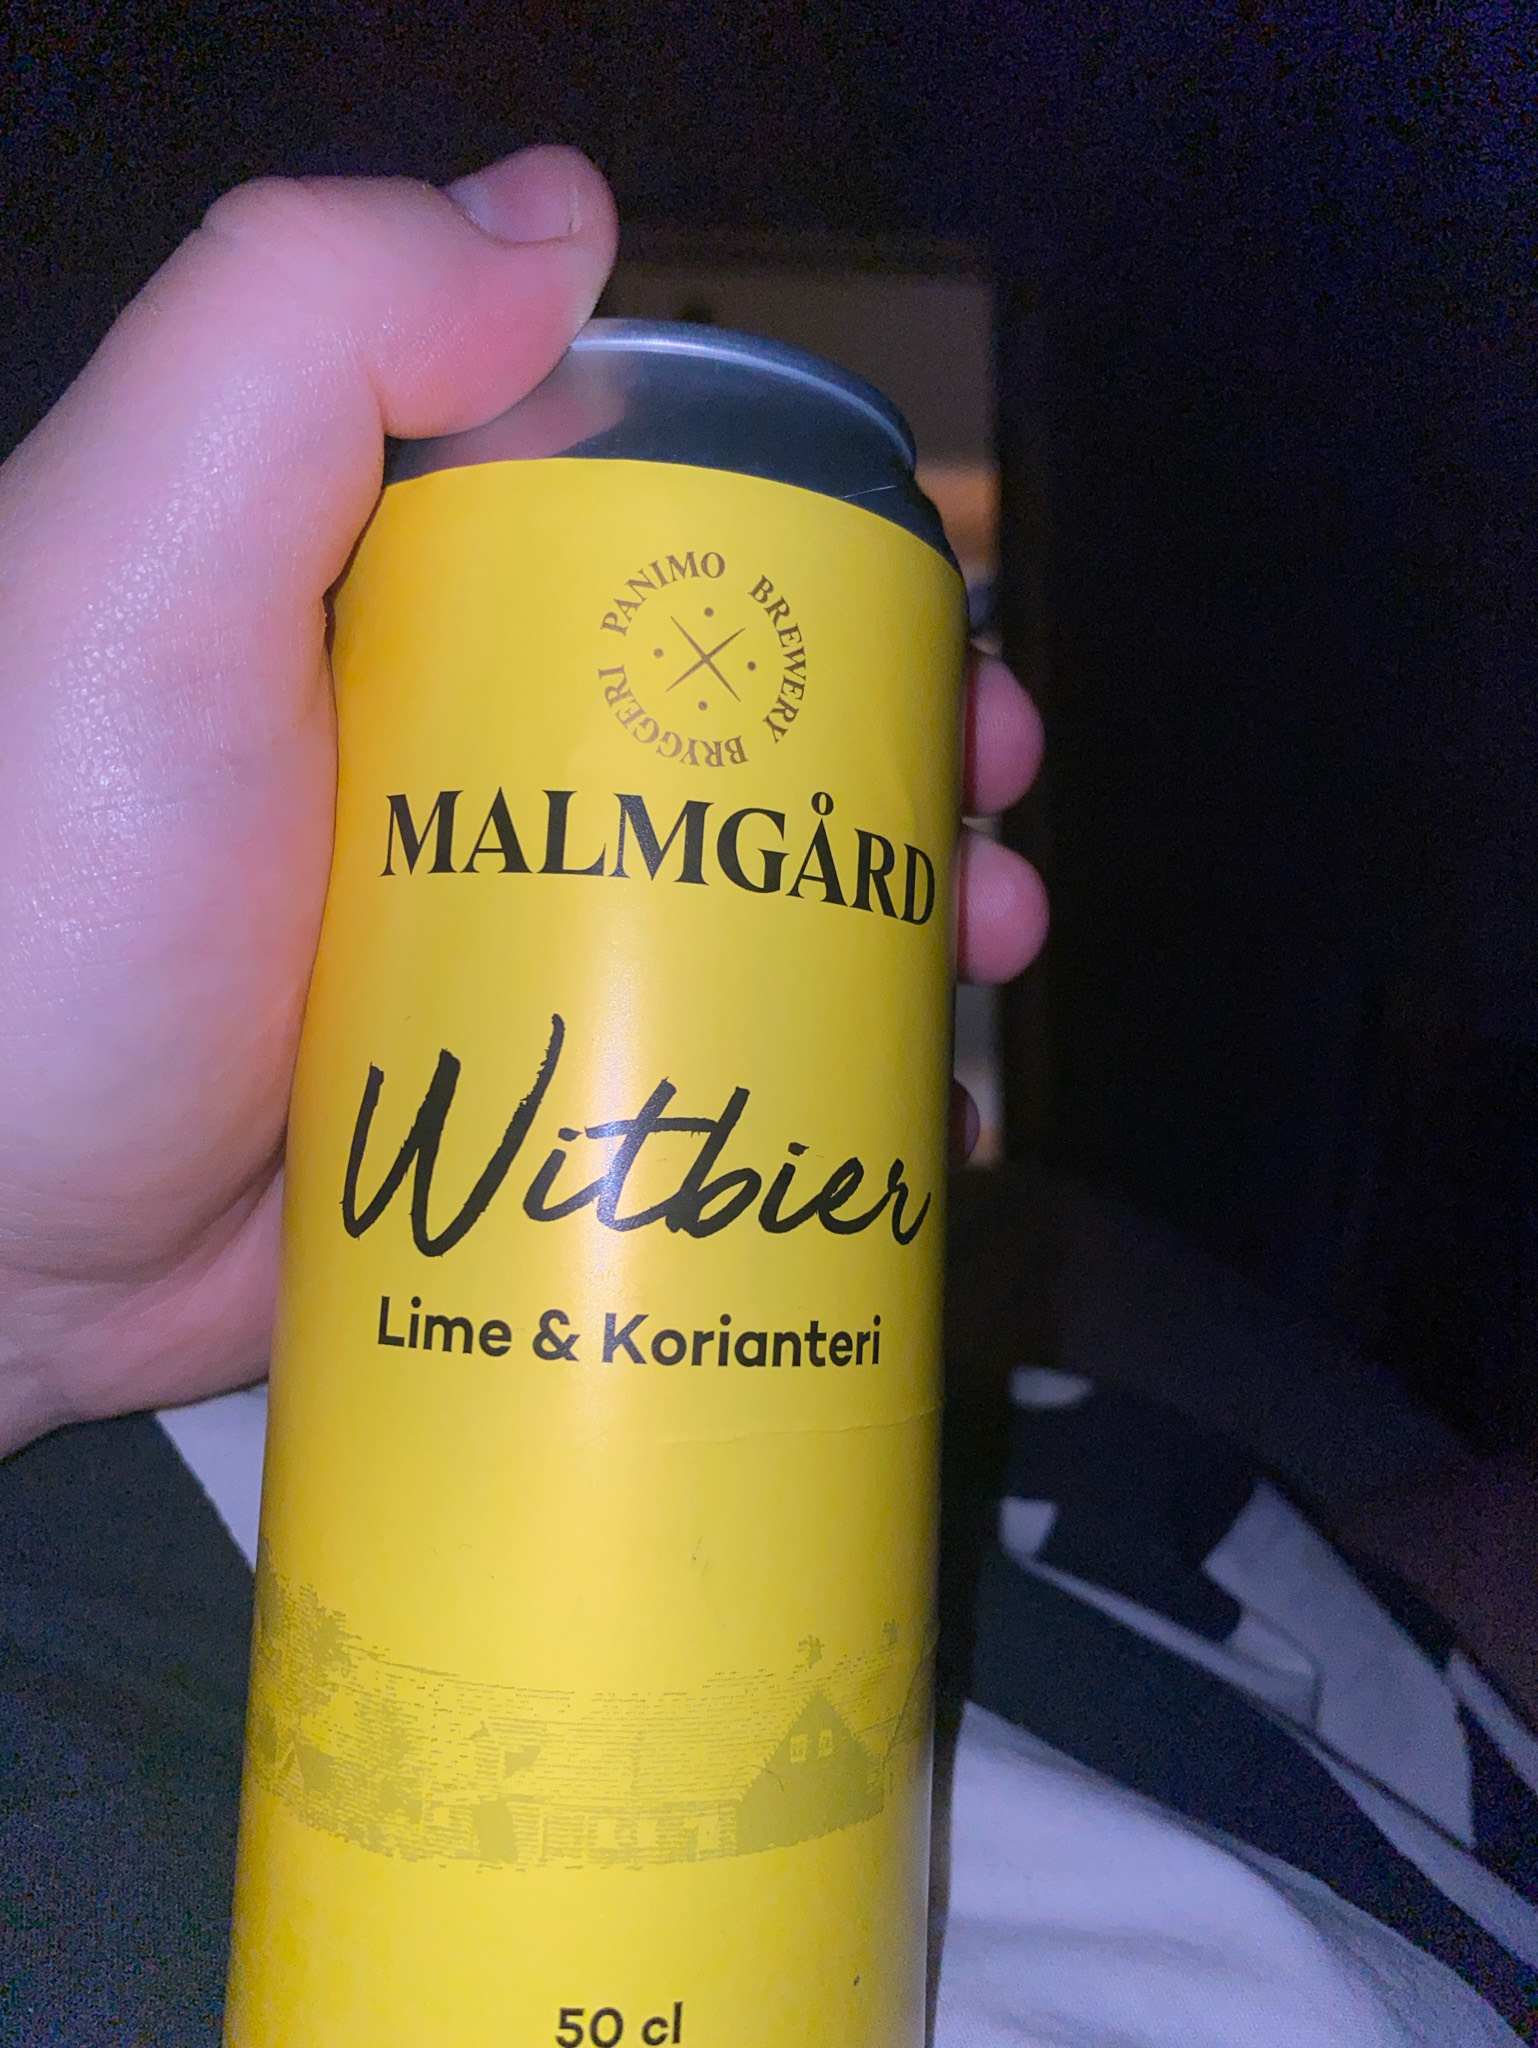 PANIMO BREWERY BRYGGERI
MALMGÅRD
Witbier
Lime & Korianteri
50 cl